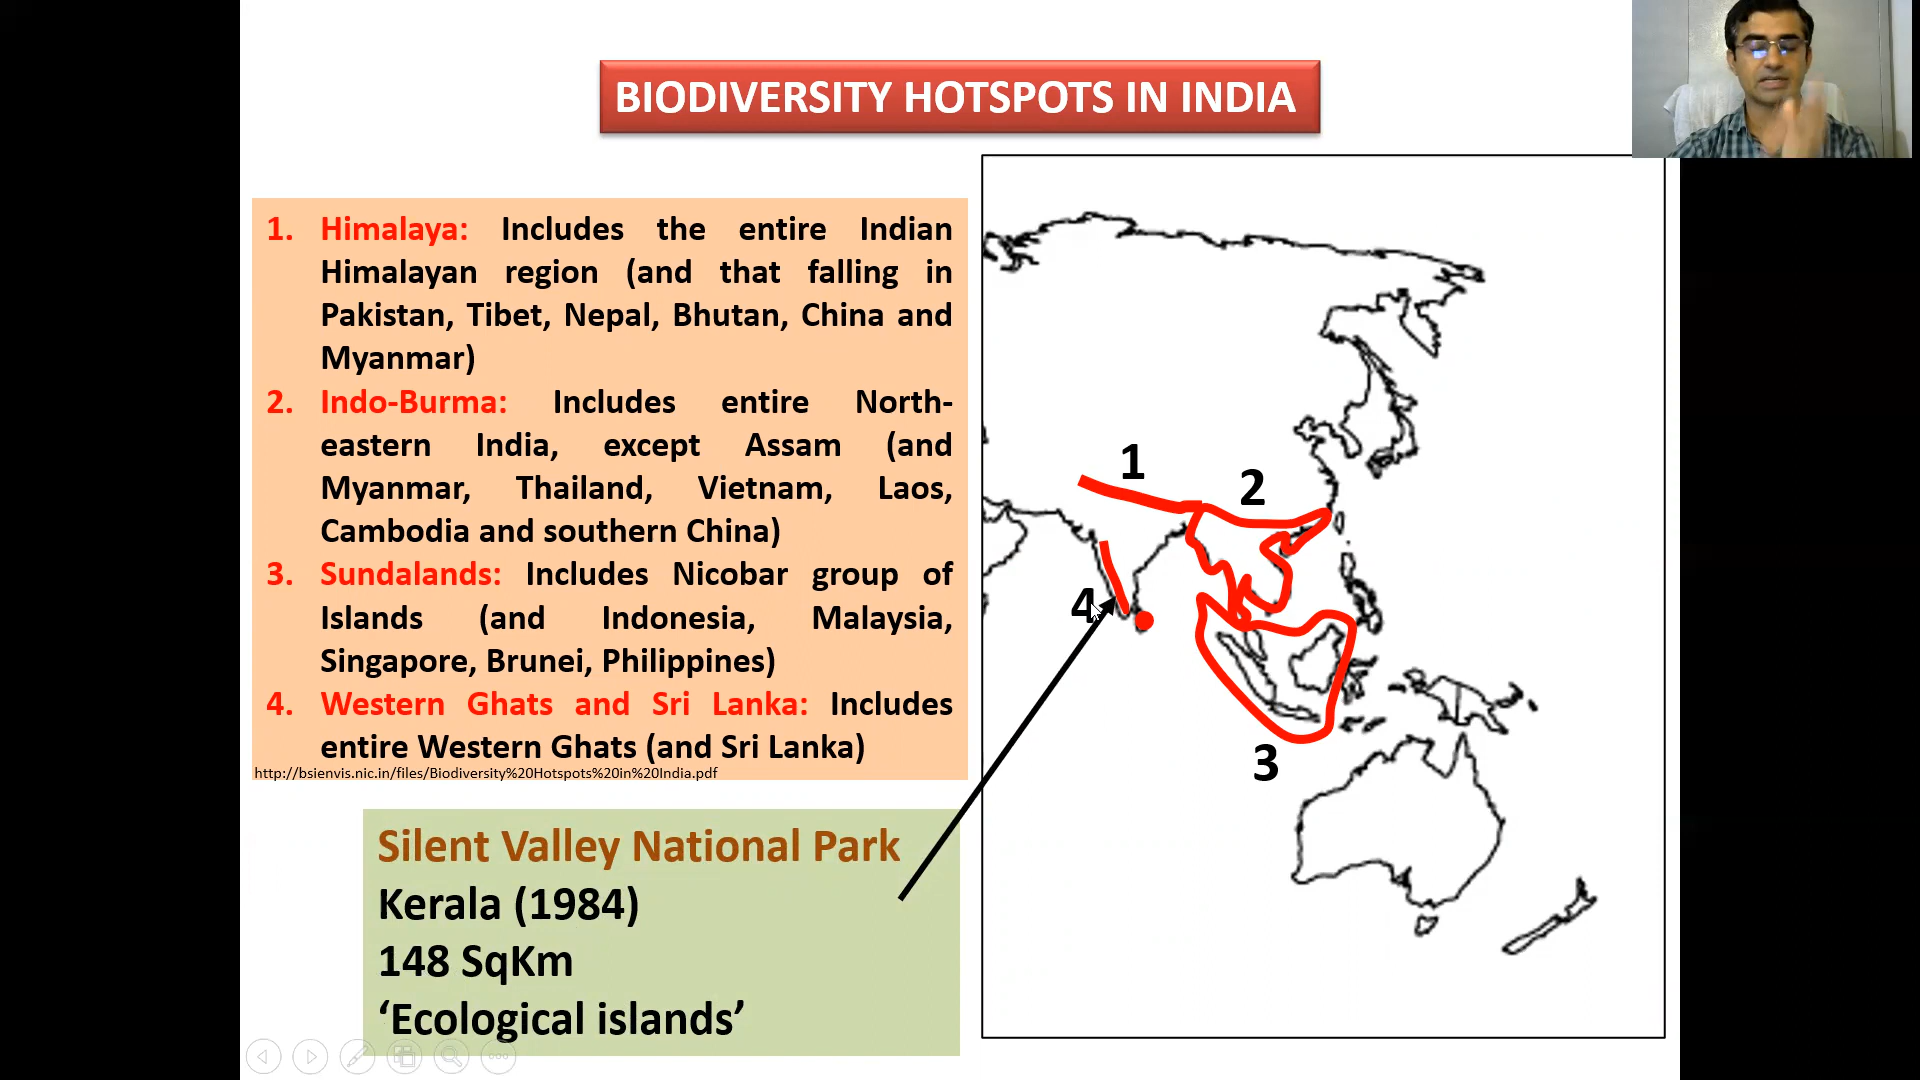 BIODIVERSITY HOTSPOTS IN INDIA
1. Himalaya: Includes the entire Indian
Himalayan region (and that falling in
Pakistan, Tibet, Nepal, Bhutan, China and
Myanmar)
2. Indo-Burma: Includes entire North-
eastern India, except Assam (and
Myanmar, Thailand, Vietnam, Laos,
Cambodia and southern China)
3. Sundalands: Includes Nicobar group of
Islands (and Indonesia, Malaysia,
Singapore, Brunei, Philippines)
4. Western Ghats and Sri Lanka: Includes
entire Western Ghats (and Sri Lanka)
http://bsienvis.nic.in/files/Biodiversity%20Hotspots%20in%20India.pdf
Silent Valley National Park
Kerala (1984)
148 SqKm
‘Ecological islands’
1
2
4
3